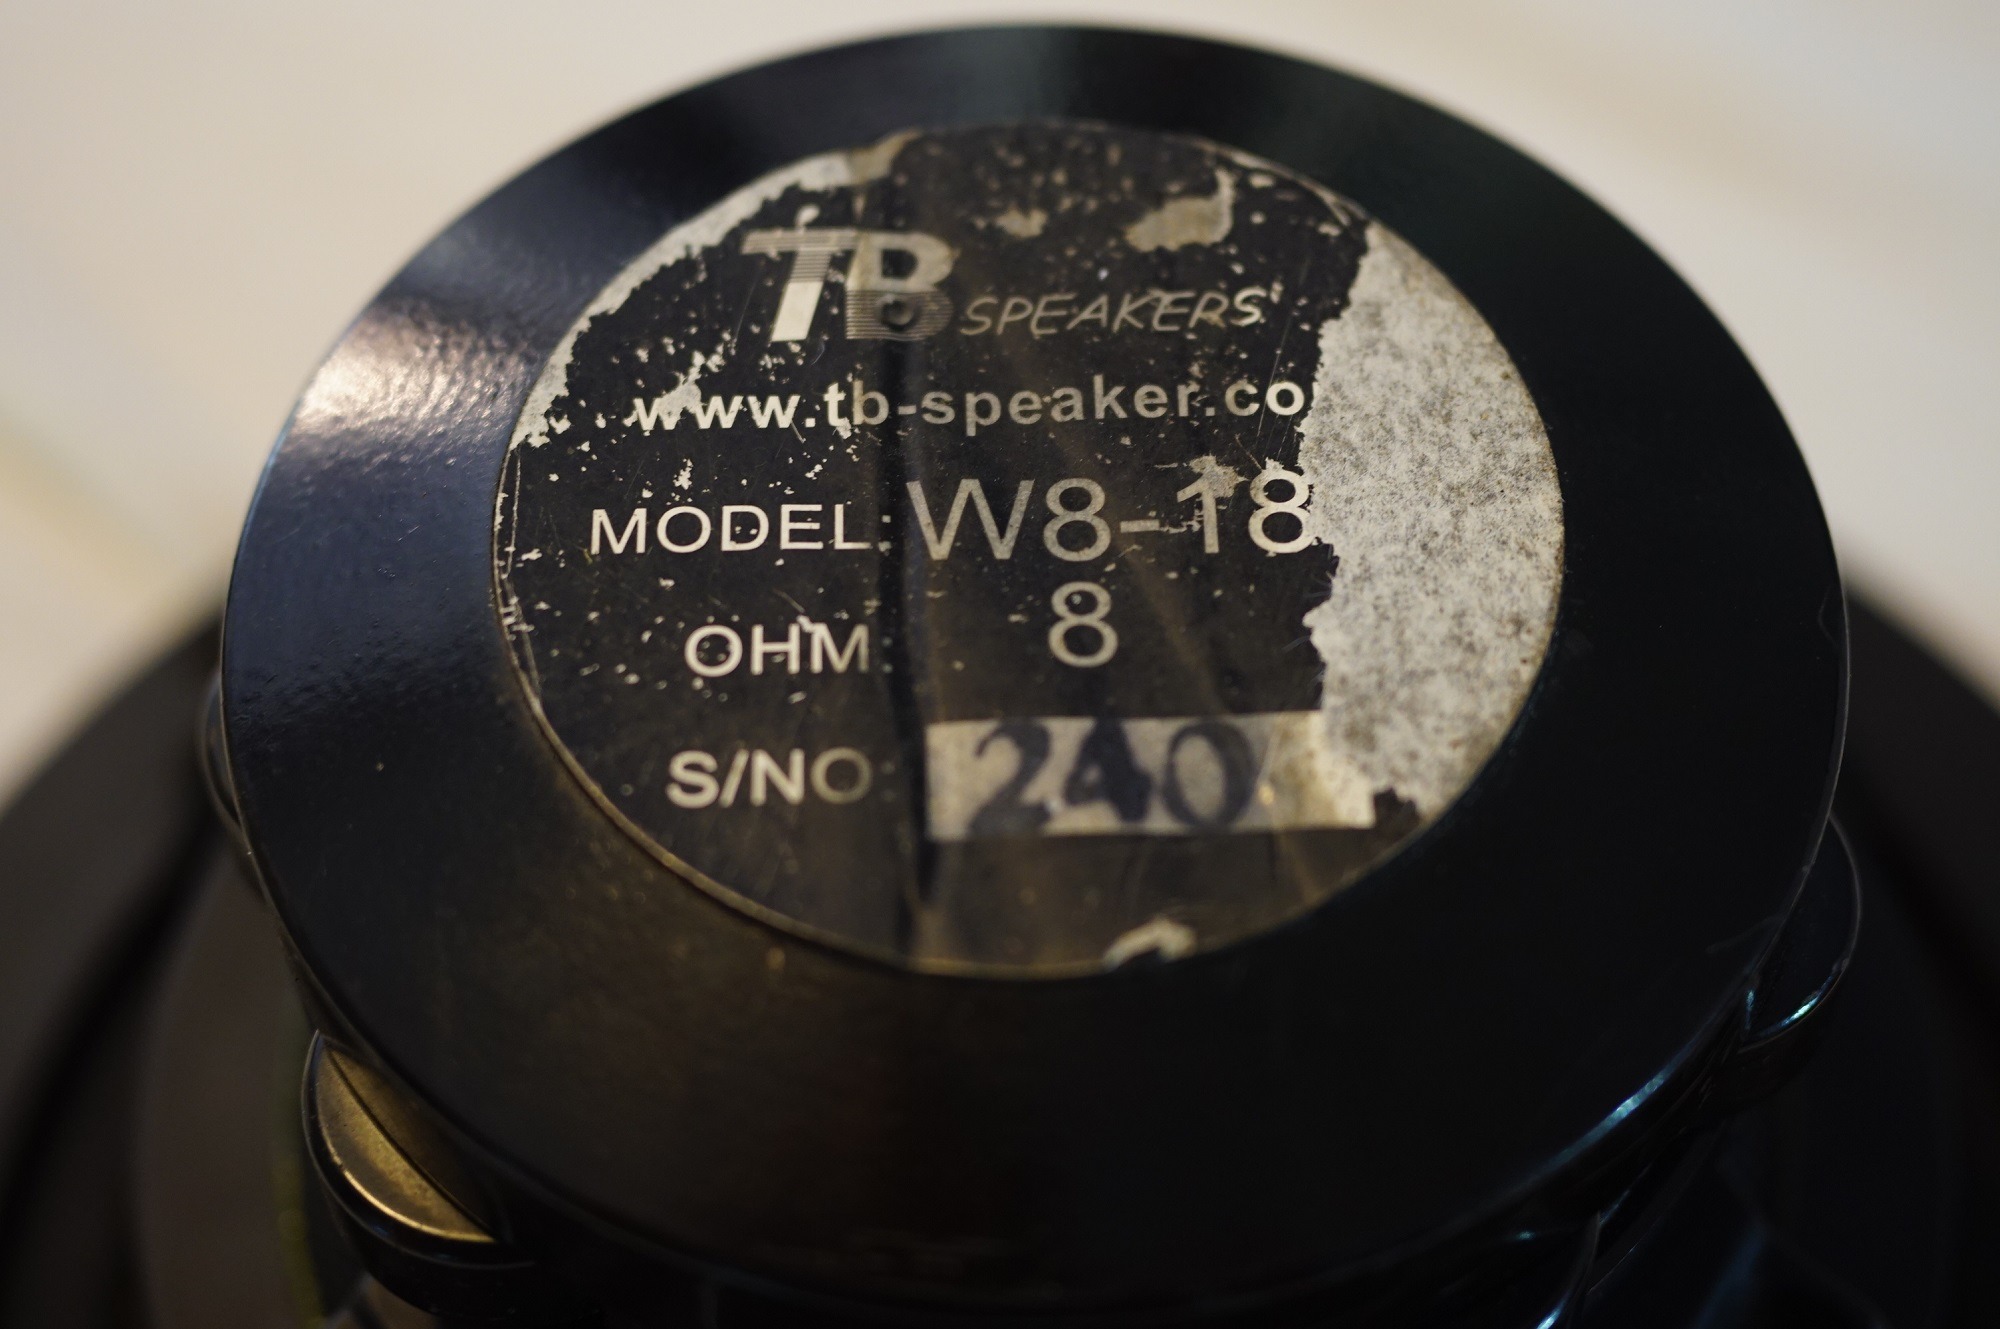 TB SPEAKERS
www.tb-speaker.co
MODEL: W8-18
OHM: 8
S/NO: 240